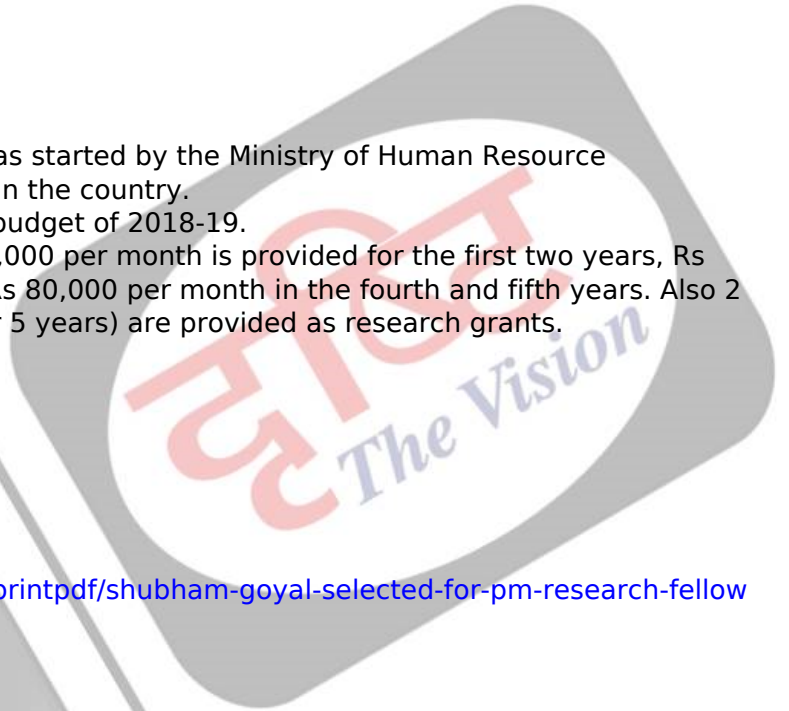 as started by the Ministry of Human Resource
n the country.
budget of 2018-19.
,000 per month is provided for the first two years, Rs
s 80,000 per month in the fourth and fifth years. Also 2
r 5 years) are provided as research grants.
दृष्टि
The Vision
printpdf/shubham-goyal-selected-for-pm-research-fellow